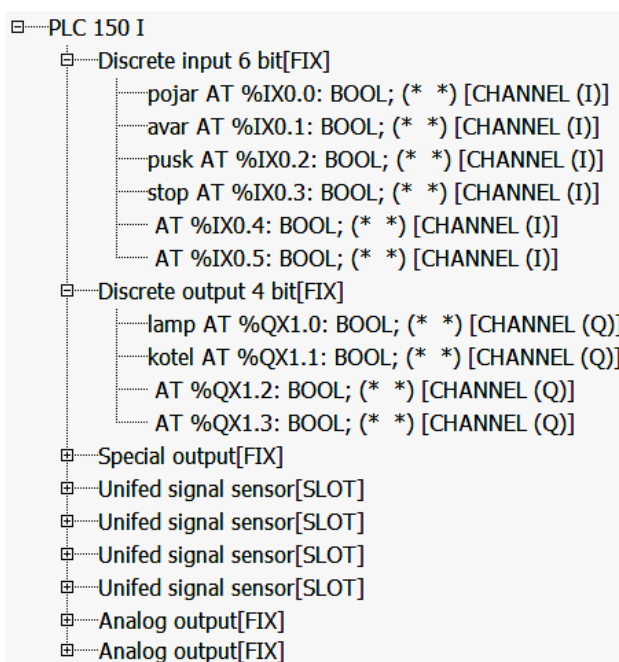 PLC 150 I
Discrete input 6 bit[FIX]
pojar AT %IX0.0: BOOL; (* *) [CHANNEL (I)]
avar AT %IX0.1: BOOL; (* *) [CHANNEL (I)]
pusk AT %IX0.2: BOOL; (* *) [CHANNEL (I)]
stop AT %IX0.3: BOOL; (* *) [CHANNEL (I)]
AT %IX0.4: BOOL; (* *) [CHANNEL (I)]
AT %IX0.5: BOOL; (* *) [CHANNEL (I)]
Discrete output 4 bit[FIX]
lamp AT %QX1.0: BOOL; (* *) [CHANNEL (Q)]
kotel AT %QX1.1: BOOL; (* *) [CHANNEL (Q)]
AT %QX1.2: BOOL; (* *) [CHANNEL (Q)]
AT %QX1.3: BOOL; (* *) [CHANNEL (Q)]
Special output[FIX]
Unifed signal sensor[SLOT]
Unifed signal sensor[SLOT]
Unifed signal sensor[SLOT]
Unifed signal sensor[SLOT]
Analog output[FIX]
Analog output[FIX]